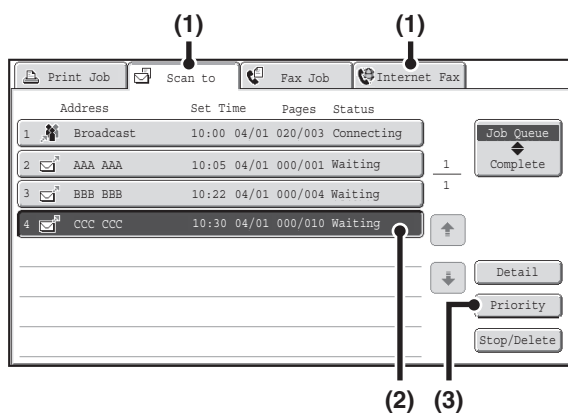 (1) (1)
Print Job Scan to Fax Job Internet Fax
Address Set Time Pages Status
1 Broadcast 10:00 04/01 020/003 Connecting
2 AAA AAA 10:05 04/01 000/001 Waiting
3 BBB BBB 10:22 04/01 000/004 Waiting
4 CCC CCC 10:30 04/01 000/010 Waiting
1
1
Job Queue
Complete
Detail
Priority
Stop/Delete
(2) (3)